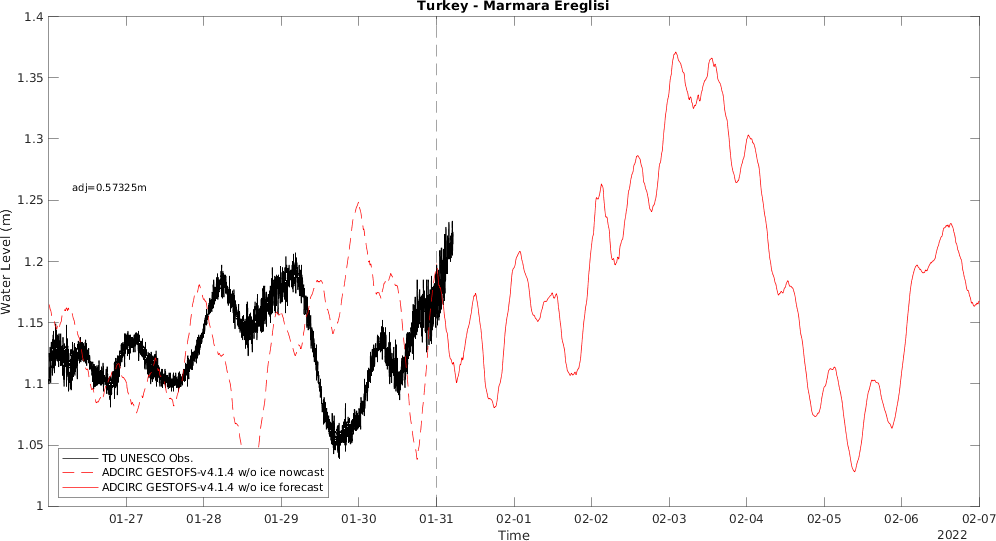 Turkey - Marmara Ereglisi
1.4
1.35
1.3
1.25
1.2
1.15
1.1
1.05
1
Water Level (m)
adj=0.57325m
TD UNESCO Obs.
ADCIRC GESTOFS-v4.1.4 w/o ice nowcast
ADCIRC GESTOFS-v4.1.4 w/o ice forecast
01-27 01-28 01-29 01-30 01-31 02-01 02-02 02-03 02-04 02-05 02-06 02-07
Time
2022